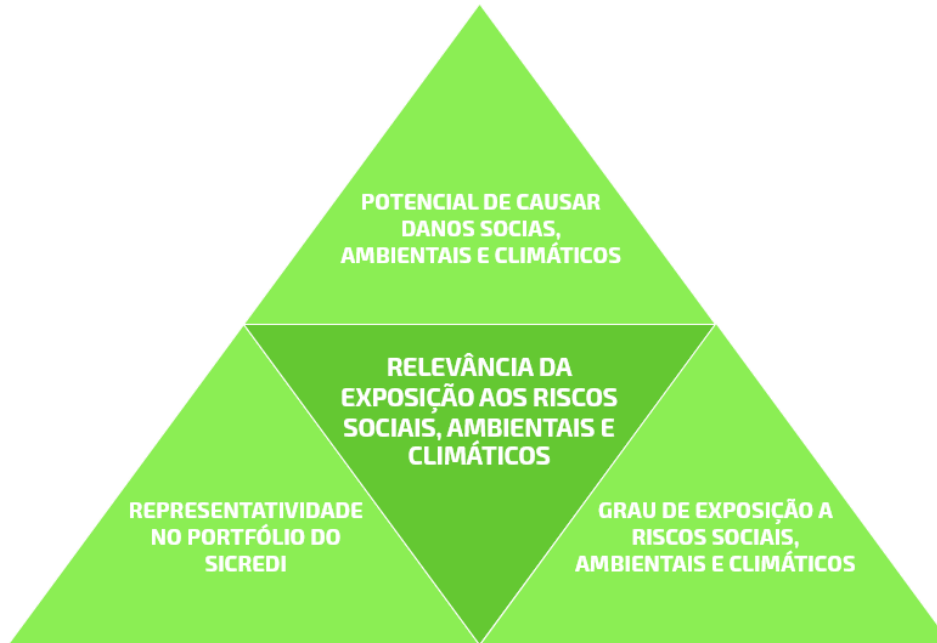 POTENCIAL DE CAUSAR
DANOS SOCIAS,
AMBIENTAIS E CLIMÁTICOS
RELEVÂNCIA DA
EXPOSIÇÃO AOS RISCOS
SOCIAIS, AMBIENTAIS E
CLIMÁTICOS
REPRESENTATIVIDADE
NO PORTFÓLIO DO
SICREDI
GRAU DE EXPOSIÇÃO A
RISCOS SOCIAIS,
AMBIENTAIS E CLIMÁTICOS